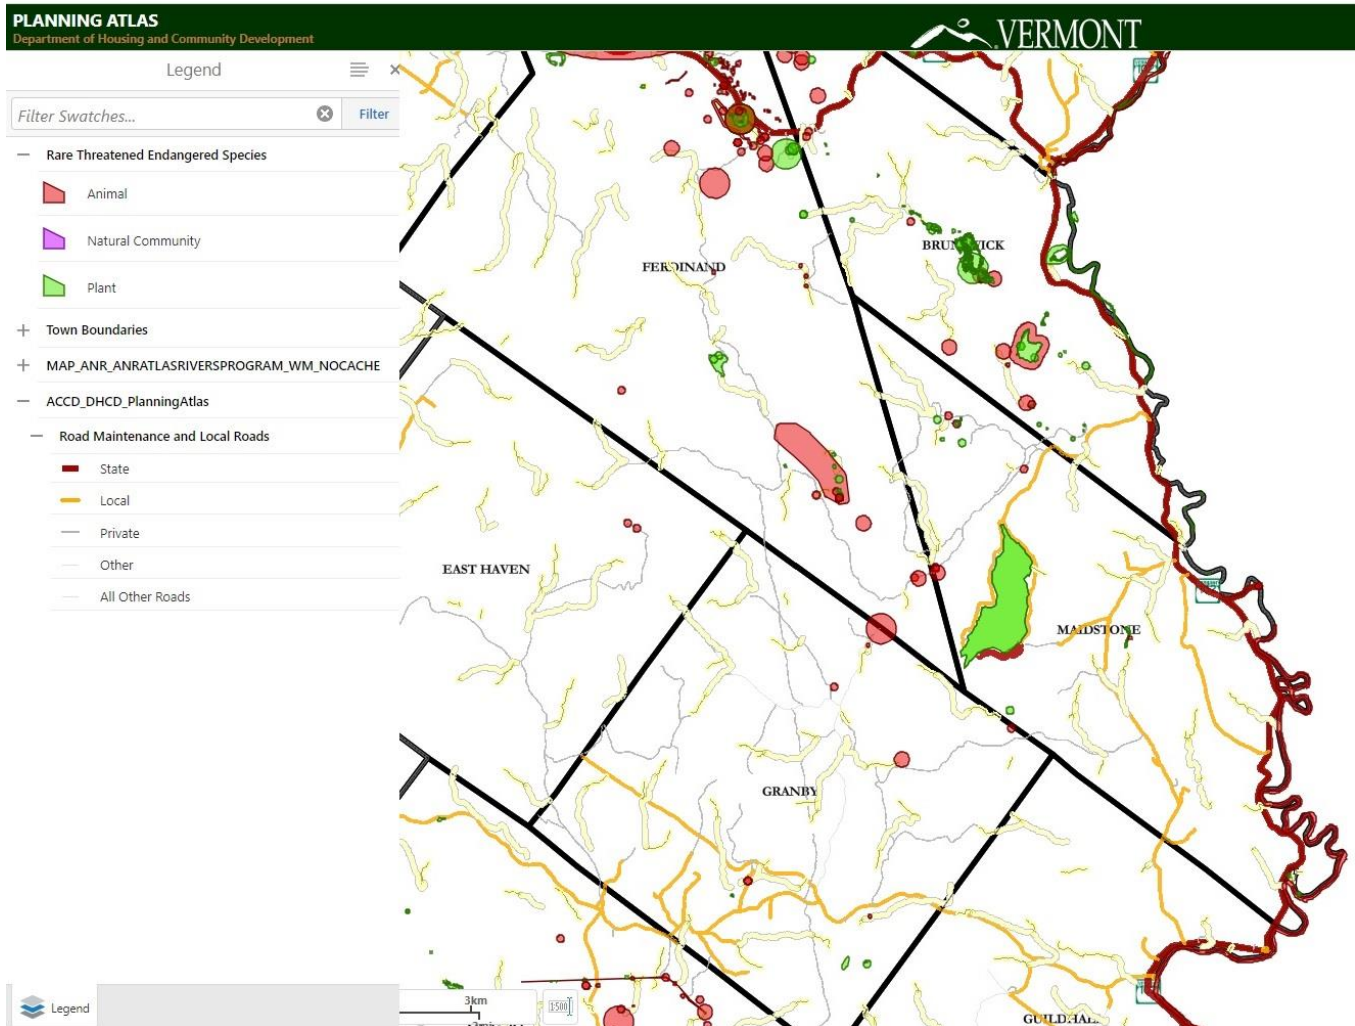 PLANNING ATLAS
Department of Housing and Community Development
VERMONT
Legend
Filter Swatches...
Filter
Rare Threatened Endangered Species
Animal
Natural Community
Plant
Town Boundaries
MAP_ANR_ANRATLASRIVERSPROGRAM_WM_NOCACHE
ACCD_DHCD_PlanningAtlas
Road Maintenance and Local Roads
State
Local
Private
Other
All Other Roads
BRUNSWICK
FERDINAND
EAST HAVEN
MAIDSTONE
GRANBY
GUILDHALL
Legend
3km